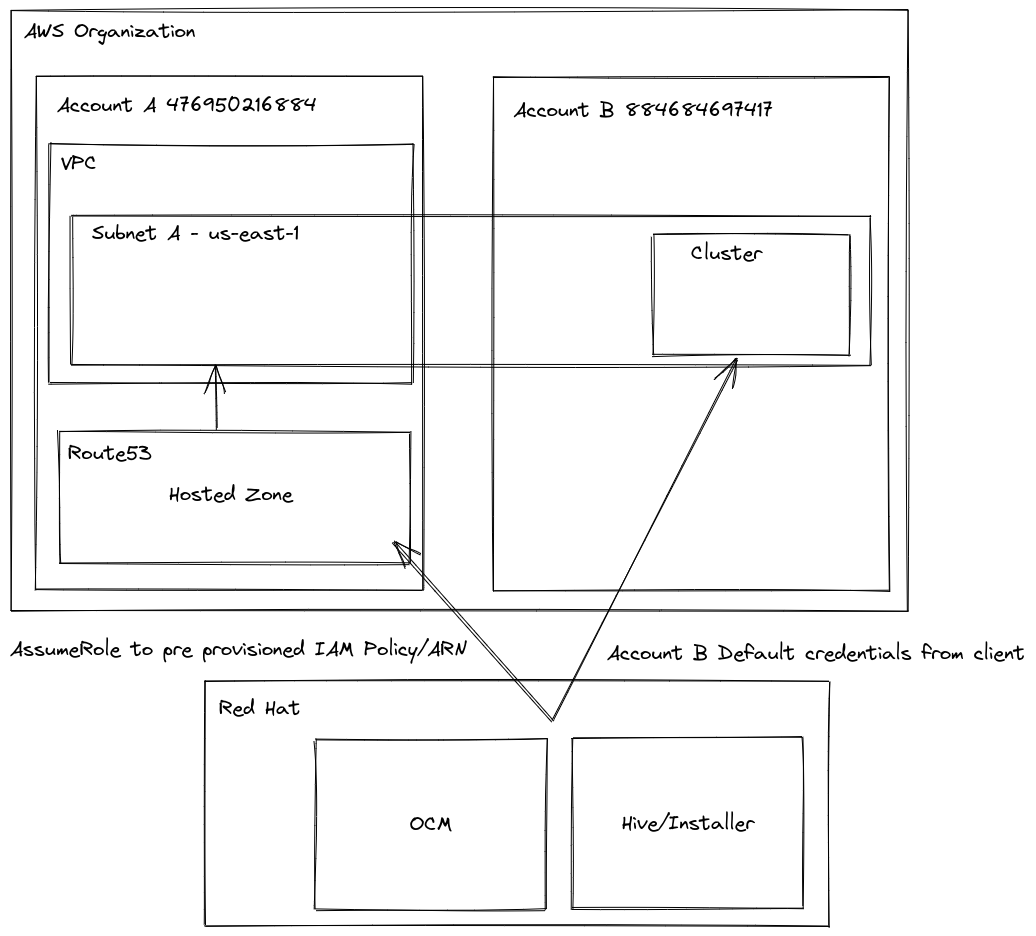 AWS Organization
Account A 476950216884
Account B 884684697417
VPC
Subnet A - us-east-1
Cluster
Route53
Hosted Zone
AssumeRole to pre provisioned IAM Policy/ARN
Account B Default credentials from client
Red Hat
OCM
Hive/Installer